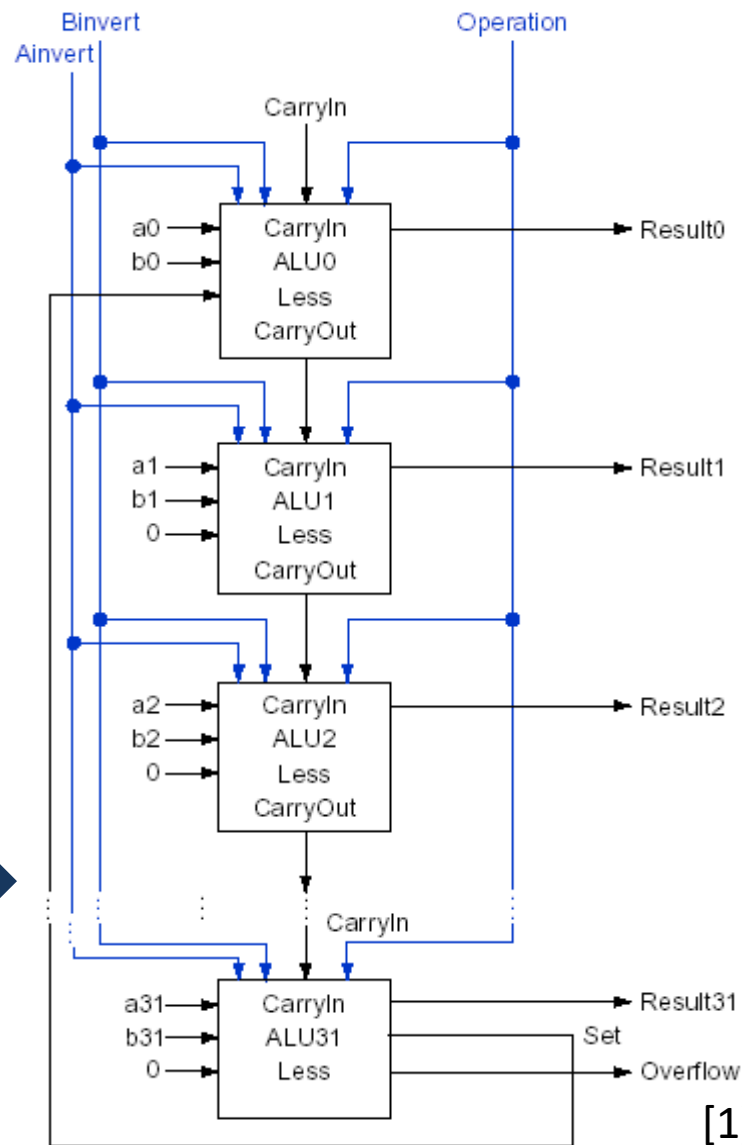 Binvert
Operation
Ainvert
CarryIn
a0
CarryIn
Result0
b0
ALU0
Less
CarryOut
a1
CarryIn
Result1
b1
ALU1
0
Less
CarryOut
a2
CarryIn
Result2
b2
ALU2
0
Less
CarryOut
CarryIn
a31
CarryIn
Result31
b31
ALU31
Set
0
Less
Overflow
[1